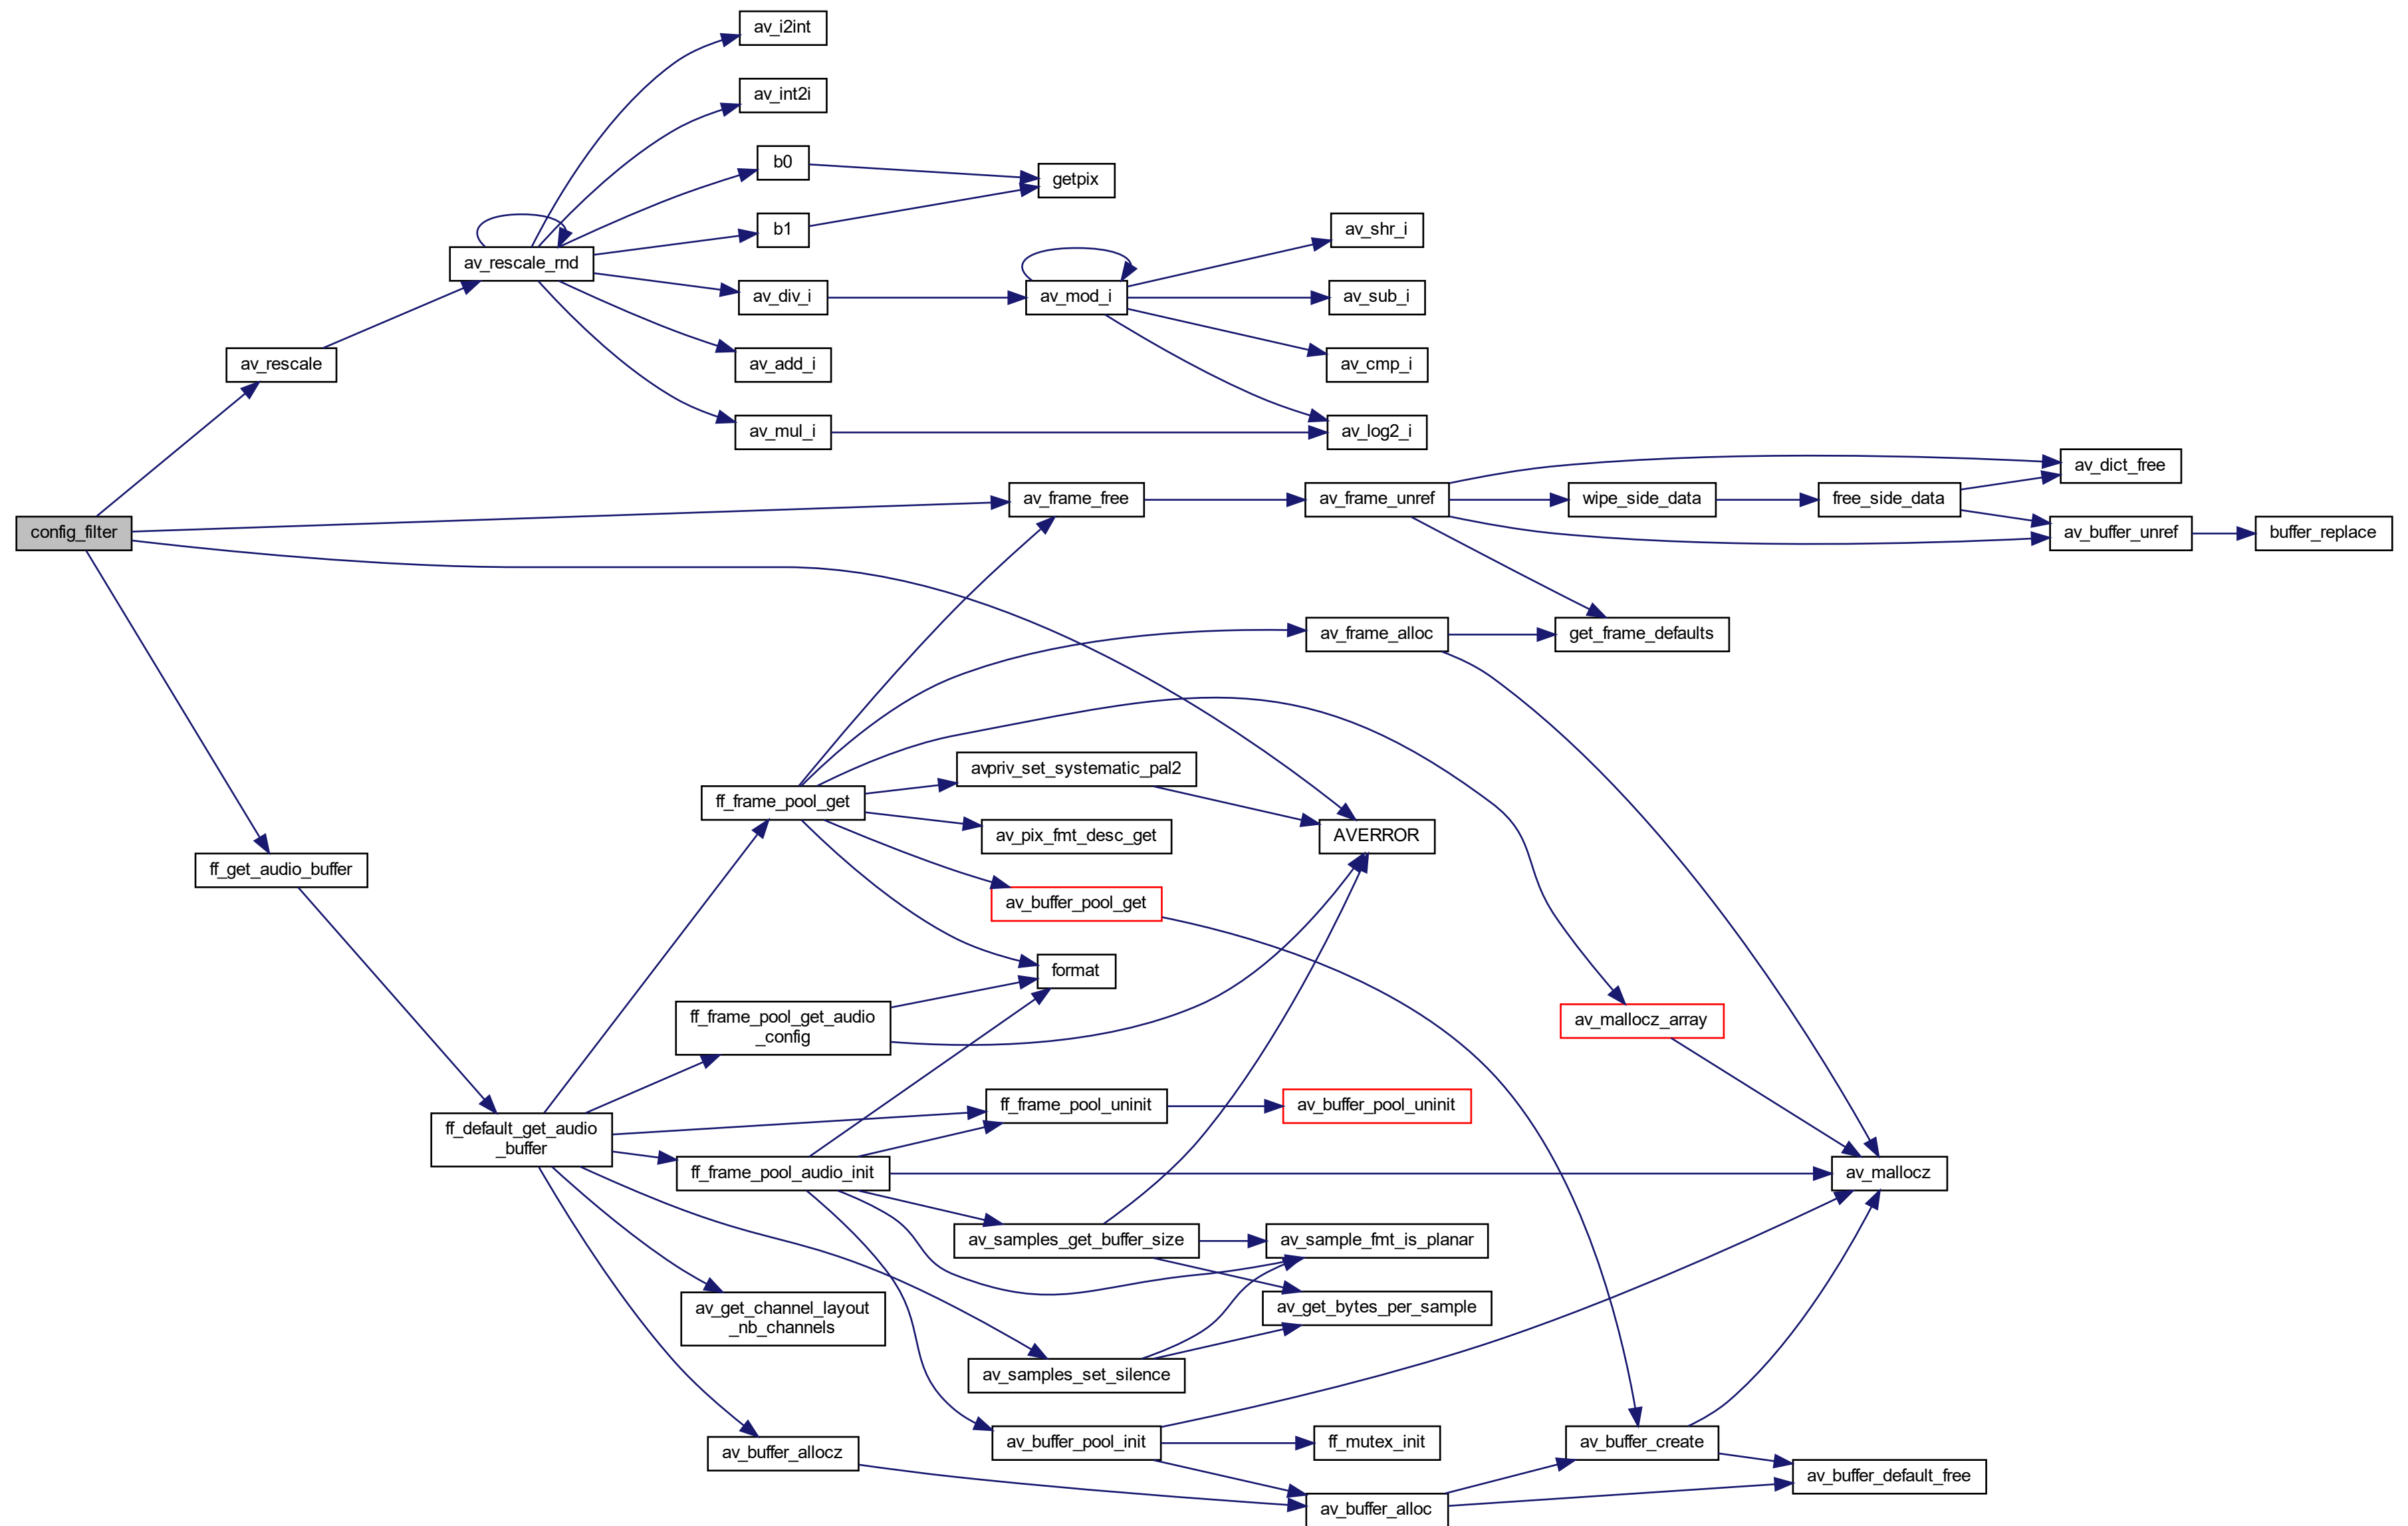 av_i2int
av_int2i
b0
getpix
b1
av_shr_i
av_rescale_rnd
av_div_i
av_mod_i
av_sub_i
av_rescale
av_add_i
av_cmp_i
av_mul_i
av_log2_i
av_dict_free
av_frame_free
av_frame_unref
wipe_side_data
free_side_data
config_filter
av_buffer_unref
buffer_replace
av_frame_alloc
get_frame_defaults
avpriv_set_systematic_pal2
ff_frame_pool_get
av_pix_fmt_desc_get
AVERROR
ff_get_audio_buffer
av_buffer_pool_get
format
ff_frame_pool_get_audio
_config
av_mallocz_array
ff_frame_pool_uninit
av_buffer_pool_uninit
ff_default_get_audio
_buffer
ff_frame_pool_audio_init
av_mallocz
av_samples_get_buffer_size
av_sample_fmt_is_planar
av_get_channel_layout
_nb_channels
av_get_bytes_per_sample
av_samples_set_silence
av_buffer_allocz
av_buffer_pool_init
ff_mutex_init
av_buffer_create
av_buffer_default_free
av_buffer_alloc